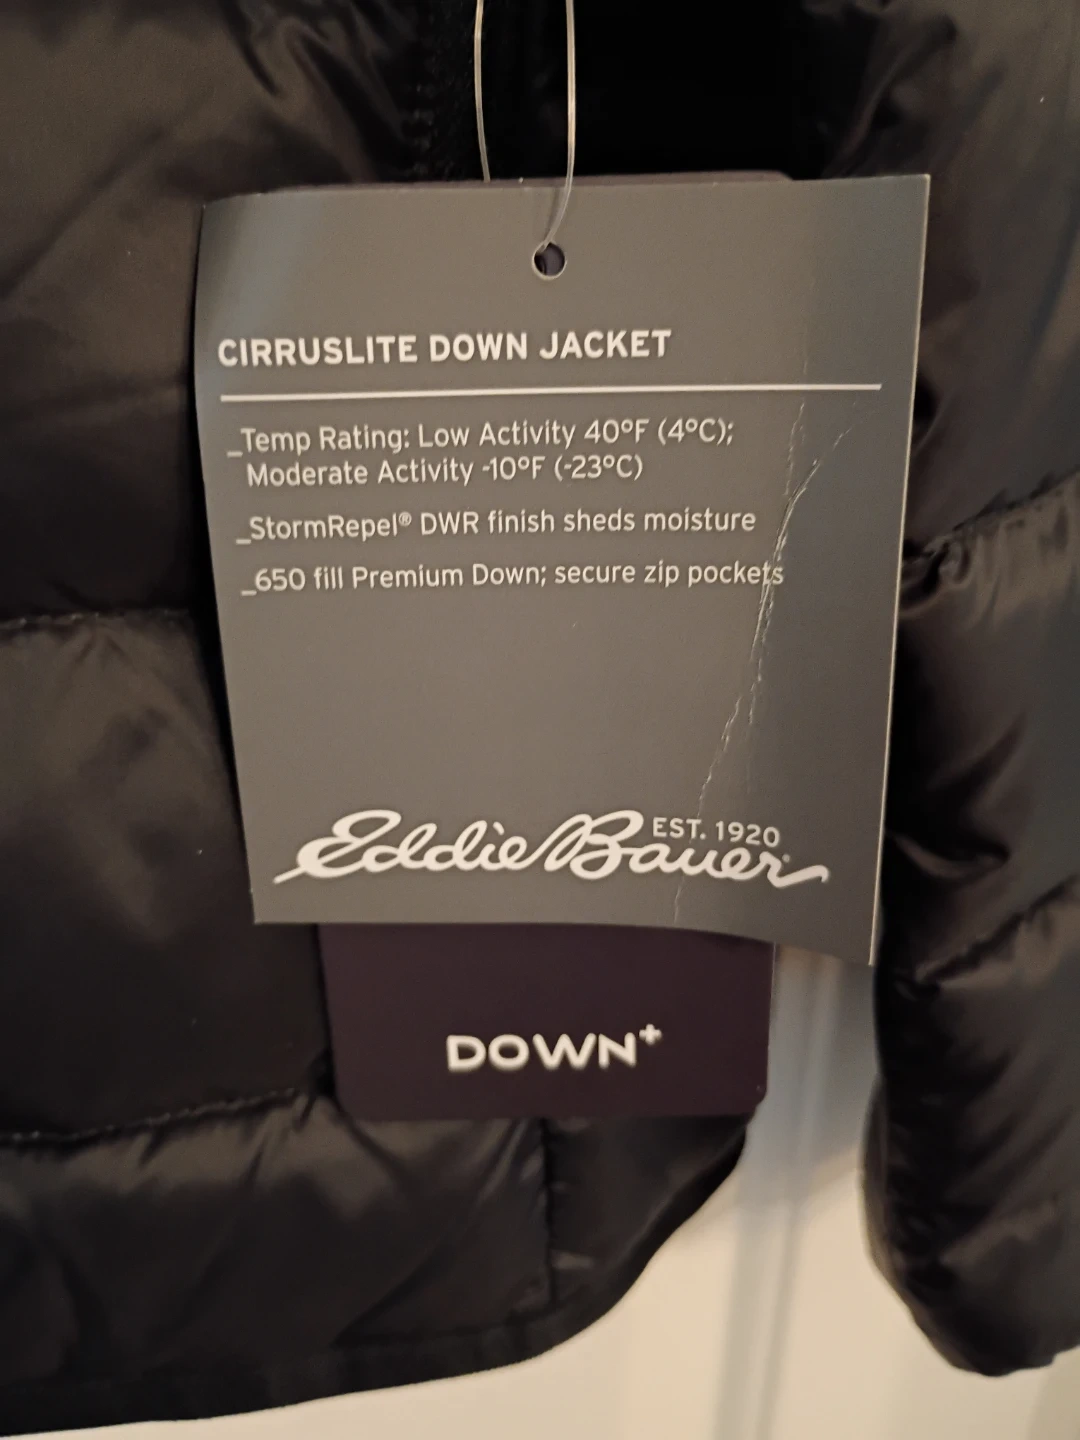 CIRRUSLITE DOWN JACKET
_Temp Rating: Low Activity 40°F (4°C);
Moderate Activity -10°F (-23°C)
_StormRepel® DWR finish sheds moisture
_650 fill Premium Down; secure zip pockets
Eddie Bauer EST. 1920
DOWN+